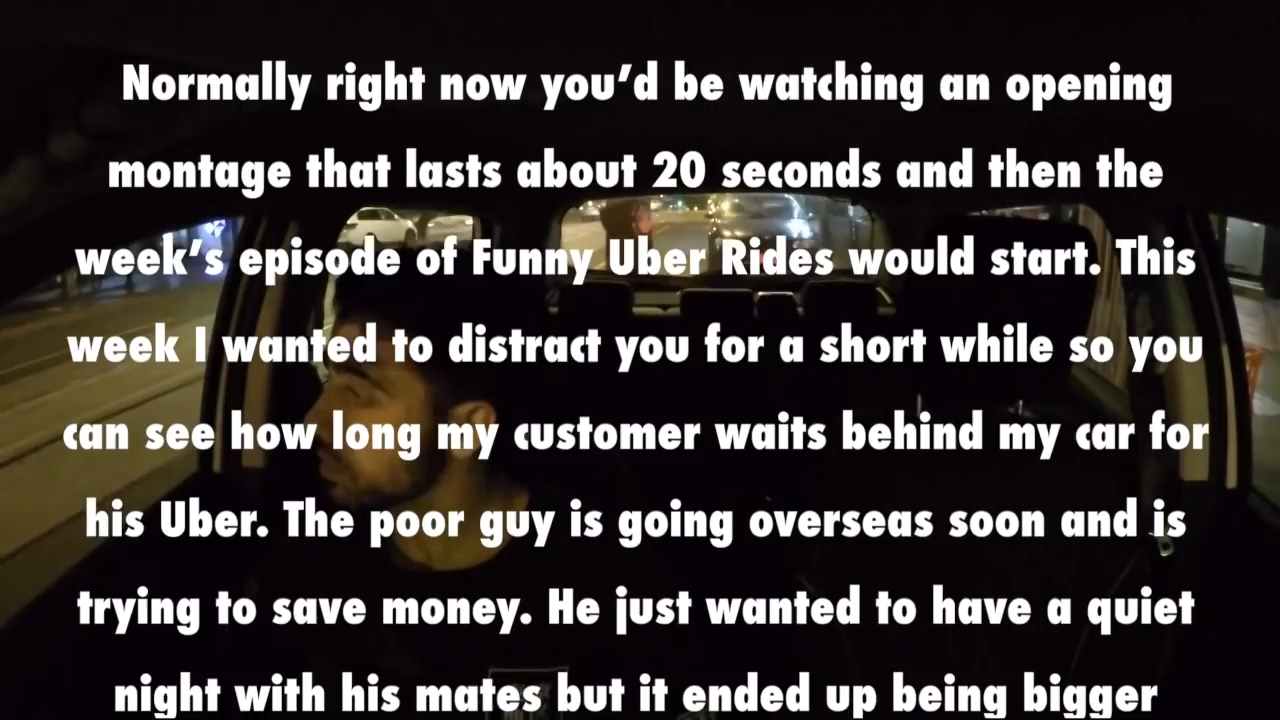 Normally right now you’d be watching an opening
montage that lasts about 20 seconds and then the
week’s episode of Funny Uber Rides would start. This
week I wanted to distract you for a short while so you
can see how long my customer waits behind my car for
his Uber. The poor guy is going overseas soon and is
trying to save money. He just wanted to have a quiet
night with his mates but it ended up being bigger